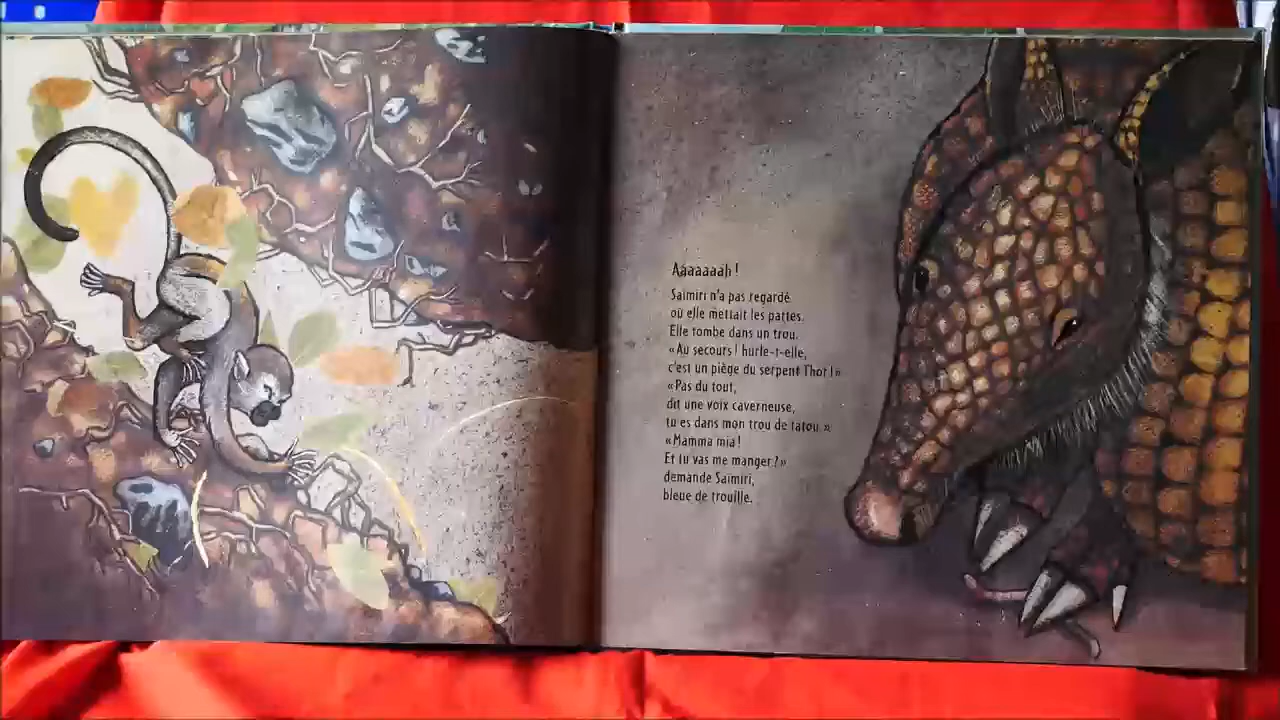 Aaaaaaah !
Saimiri n'a pas regardé
où elle mettait les pattes.
Elle tombe dans un trou.
« Au secours ! hurle-t-elle,
c'est un piège du serpent Thor ! »
« Pas du tout,
dit une voix caverneuse,
tu es dans mon trou de tatou. »
« Mamma mia !
Et tu vas me manger ? »
demande Saimiri,
bleue de trouille.